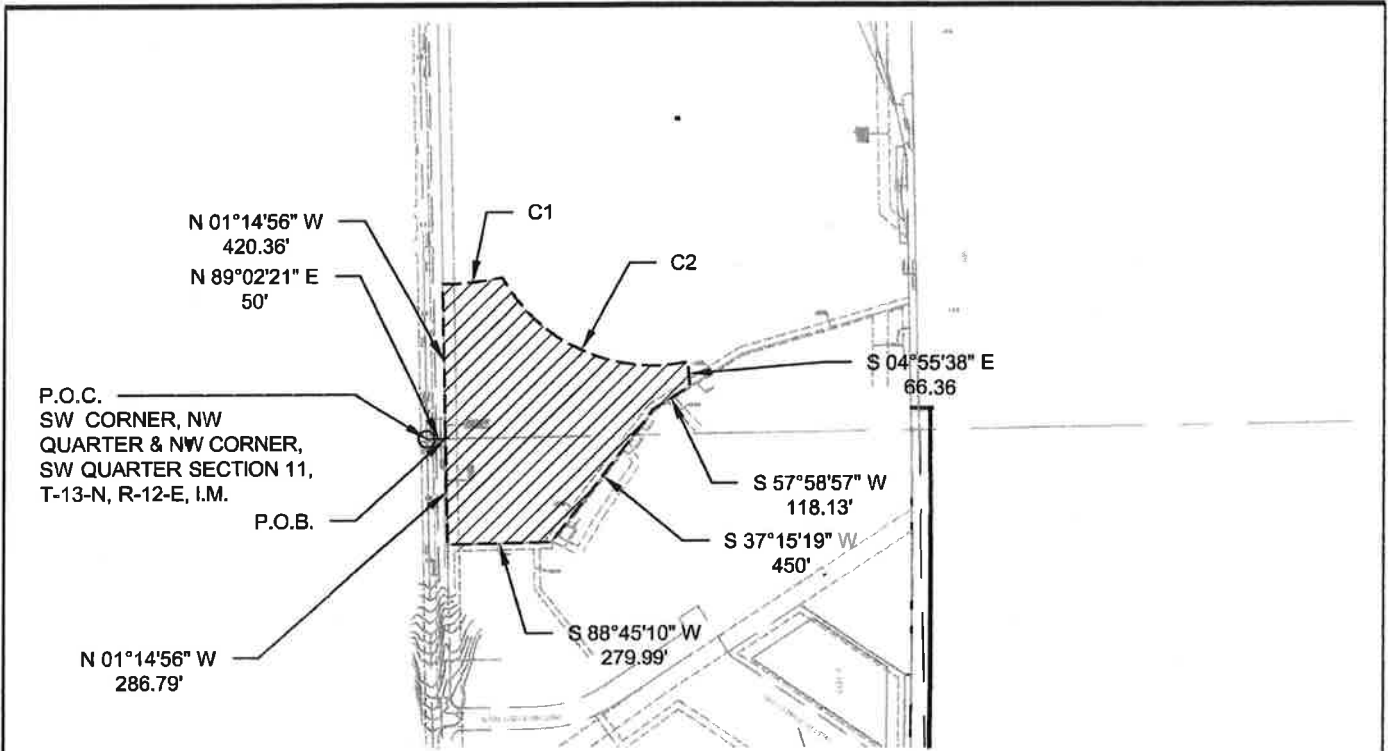 N 01°14'56" W
420.36'
N 89°02'21" E
50'
C1
C2
S 04°55'38" E
66.36
P.O.C.
SW CORNER, NW
QUARTER & NW CORNER,
SW QUARTER SECTION 11,
T-13-N, R-12-E, I.M.
P.O.B.
S 57°58'57" W
118.13'
S 37°15'19" W
450'
S 88°45'10" W
279.99'
N 01°14'56" W
286.79'